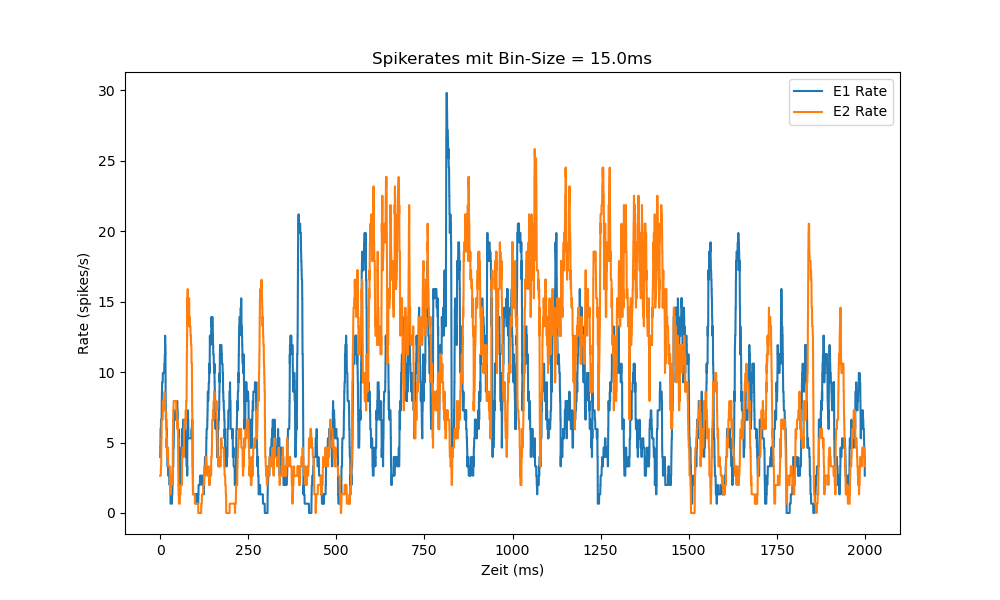 Spikerates mit Bin-Size = 15.0ms
E1 Rate
E2 Rate
30
25
20
15
10
5
0
Rate (spikes/s)
0 250 500 750 1000 1250 1500 1750 2000
Zeit (ms)